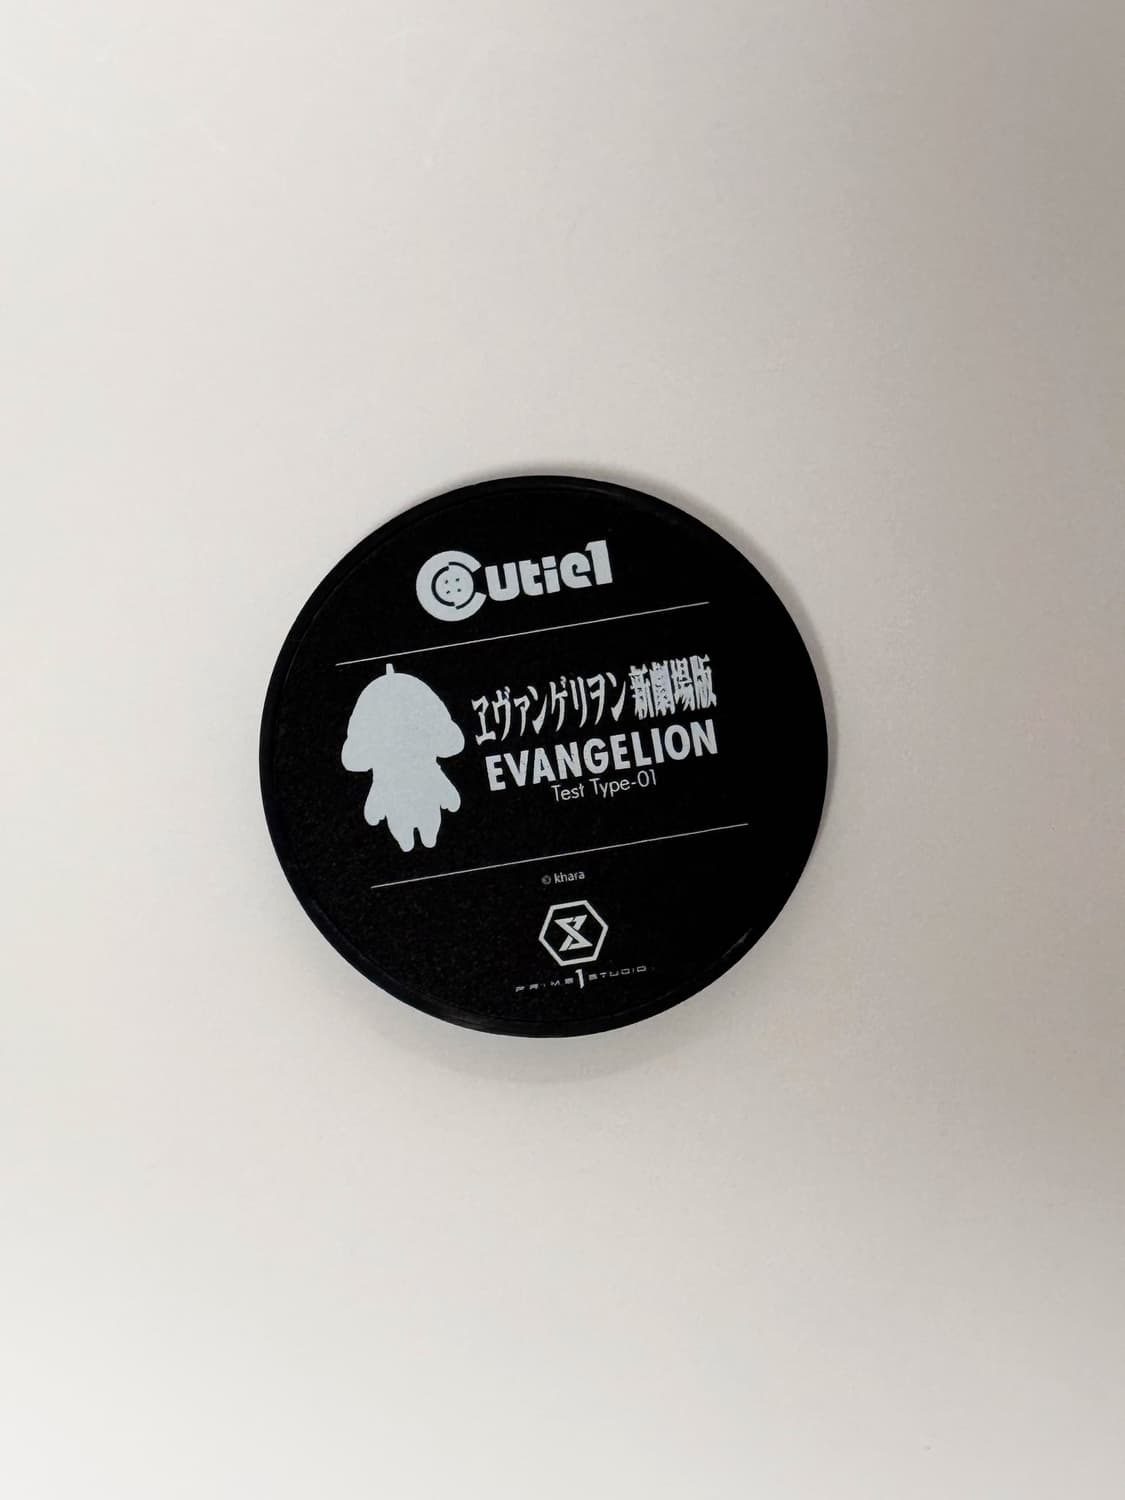 Cutie1
ヱヴァンゲリヲン新劇場版
EVANGELION
Test Type-01
© khara
PRIME 1 STUDIO